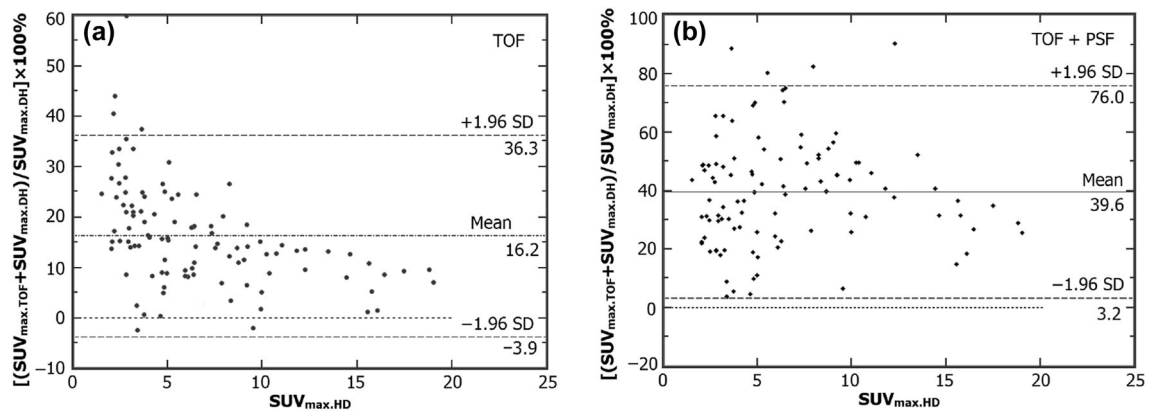 (a)
TOF
[(SUVmax.TOF+SUVmax.DH)/SUVmax.DH]×100%
60
50
40
30
20
10
0
−10
+1.96 SD
36.3
Mean
16.2
−1.96 SD
−3.9
0 5 10 15 20 25
SUVmax.HD
(b)
TOF + PSF
[(SUVmax.TOF+SUVmax.DH)/SUVmax.DH]×100%
100
80
60
40
20
0
−20
+1.96 SD
76.0
Mean
39.6
−1.96 SD
3.2
0 5 10 15 20 25
SUVmax.HD